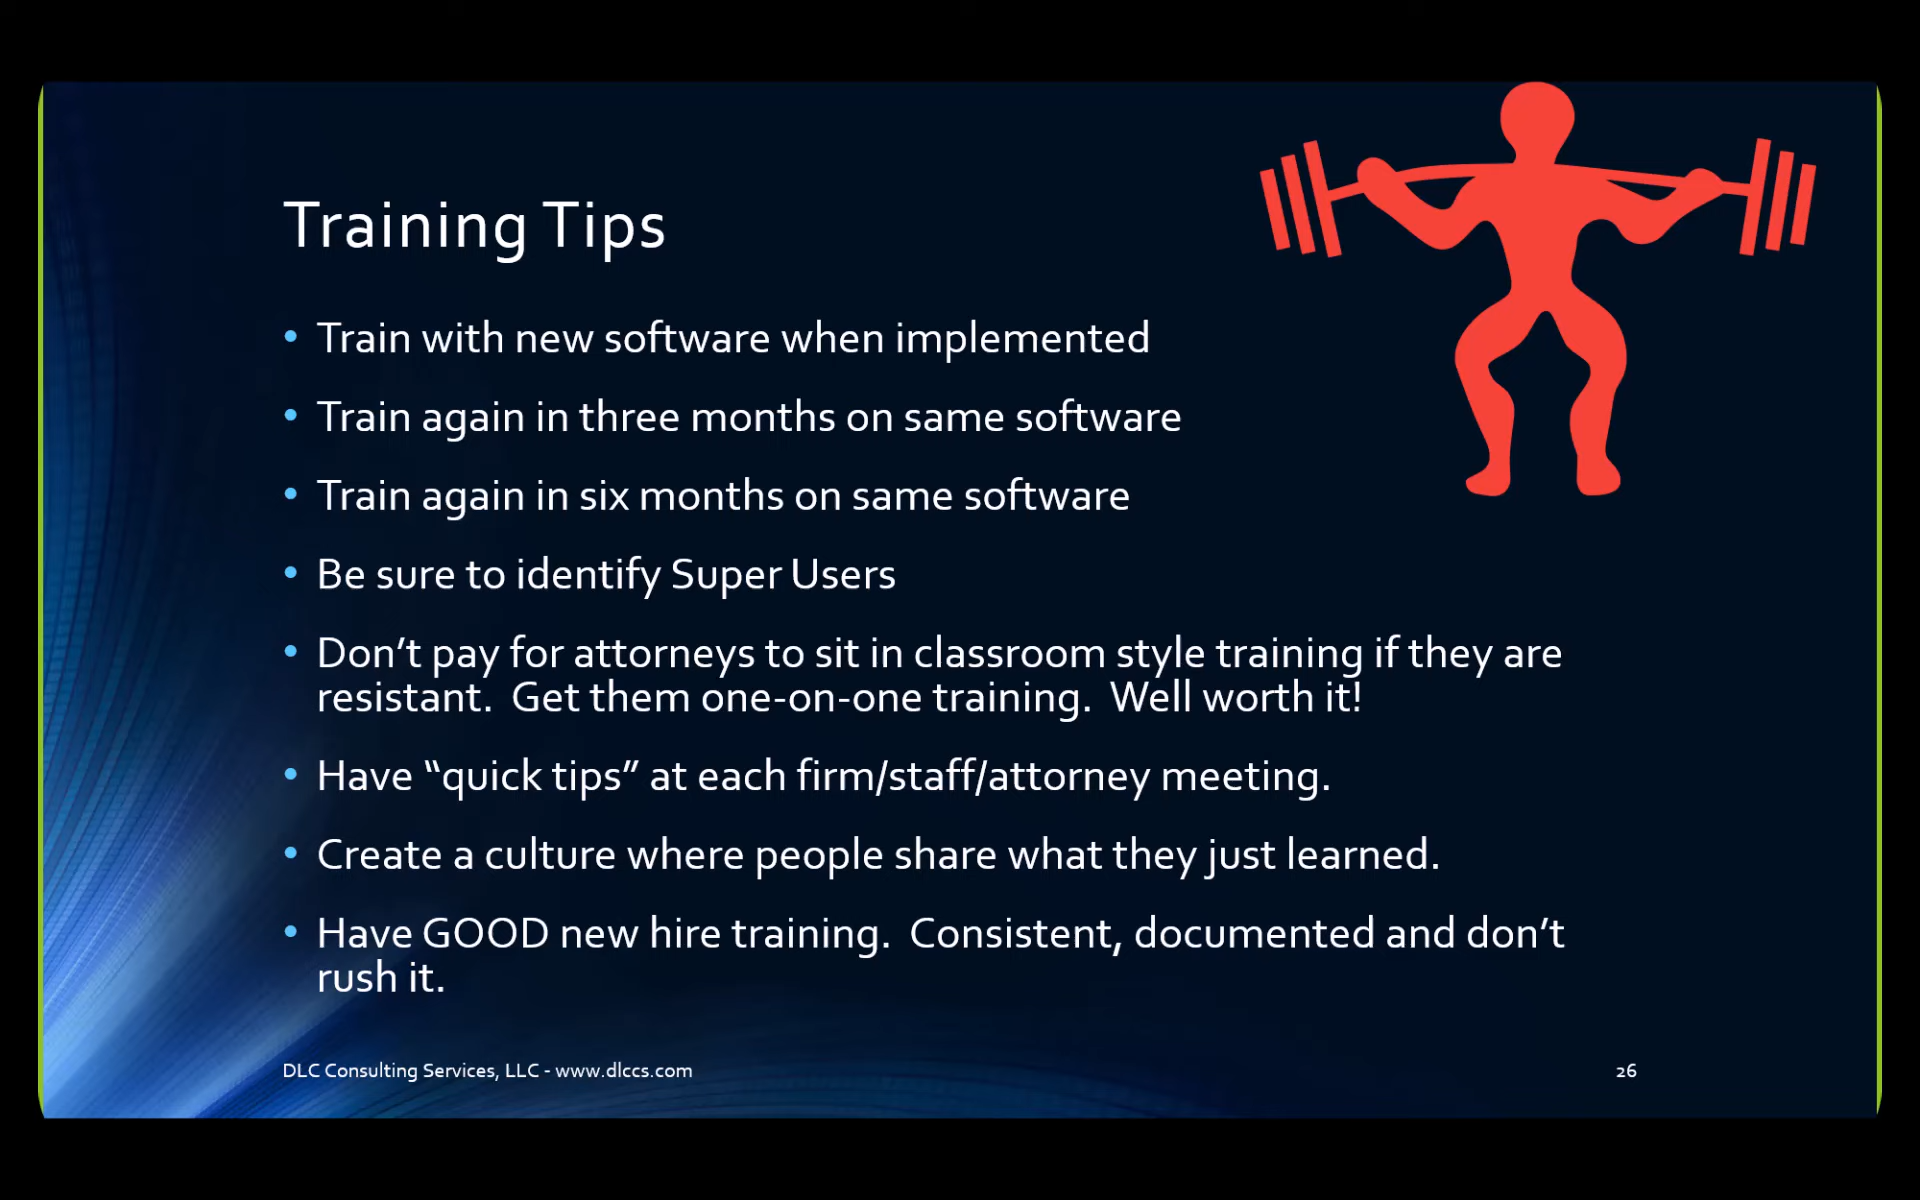 Training Tips
• Train with new software when implemented
• Train again in three months on same software
• Train again in six months on same software
• Be sure to identify Super Users
• Don’t pay for attorneys to sit in classroom style training if they are
resistant.  Get them one-on-one training.  Well worth it!
• Have “quick tips” at each firm/staff/attorney meeting.
• Create a culture where people share what they just learned.
• Have GOOD new hire training.  Consistent, documented and don’t
rush it.
DLC Consulting Services, LLC - www.dlccs.com
26